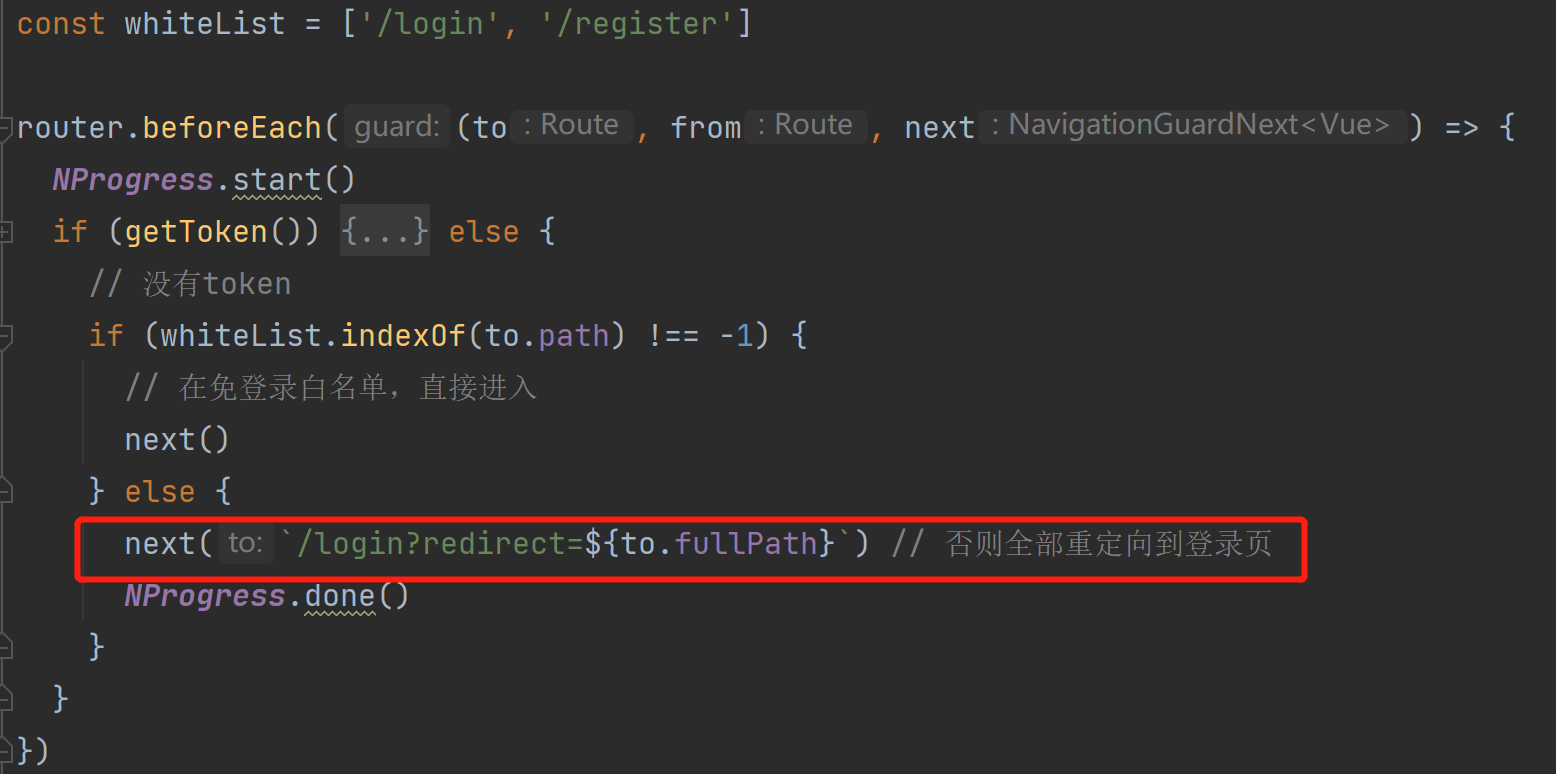 const whiteList = ['/login', '/register']
router.beforeEach( guard: (to : Route , from : Route , next : NavigationGuardNext<Vue> ) => {
NProgress.start()
if (getToken()) {...} else {
// 没有token
if (whiteList.indexOf(to.path) !== -1) {
// 在免登录白名单，直接进入
next()
} else {
next( to: `/login?redirect=${to.fullPath}`) // 否则全部重定向到登录页
NProgress.done()
}
}
})